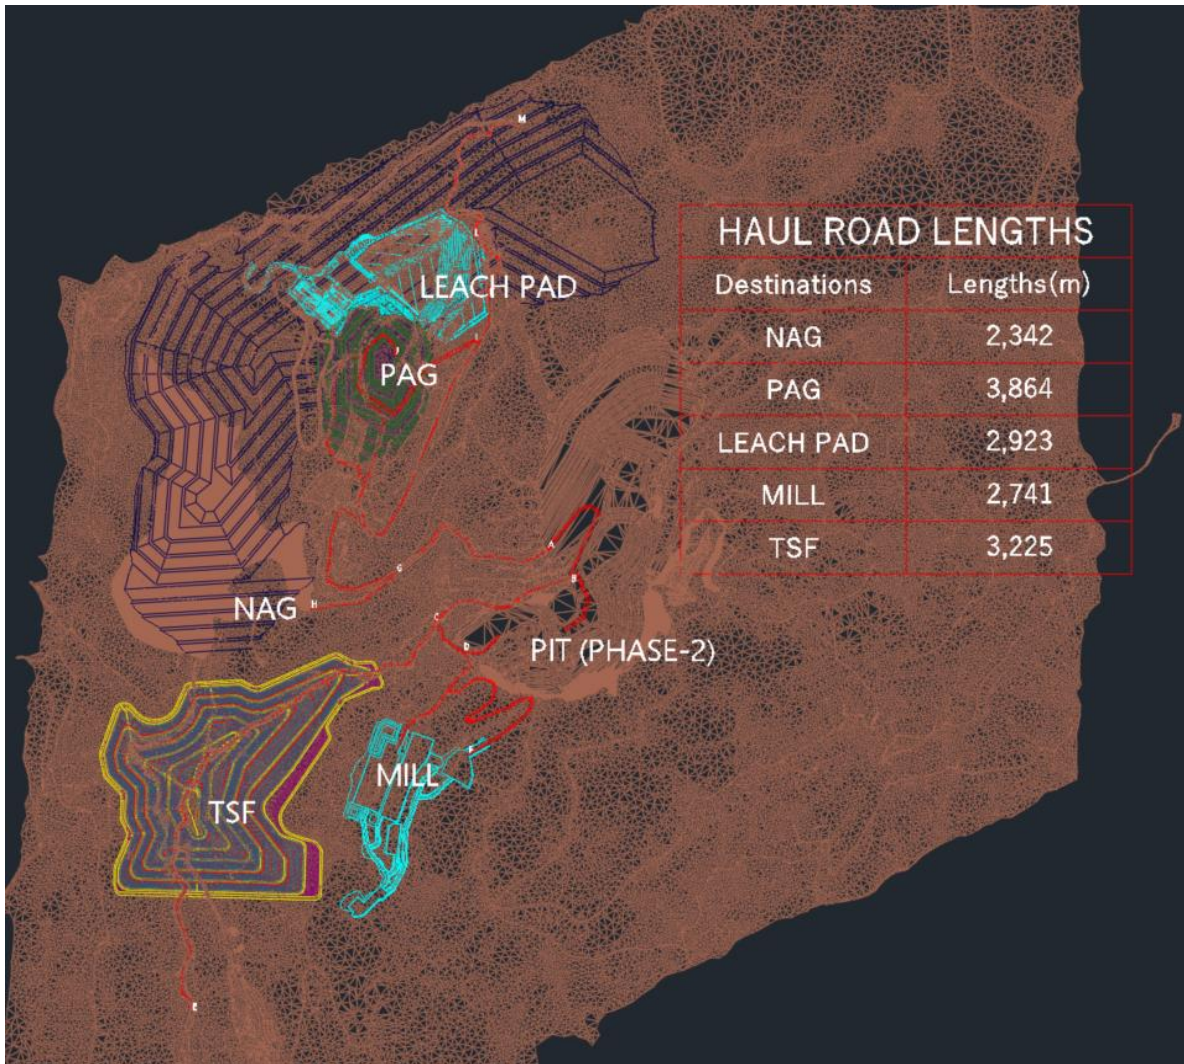 M
L
LEACH PAD
I
J
PAG
A
G
B
H
NAG
C
D
PIT (PHASE-2)
F
MILL
TSF
E
HAUL ROAD LENGTHS
Destinations Lengths(m)
NAG 2,342
PAG 3,864
LEACH PAD 2,923
MILL 2,741
TSF 3,225